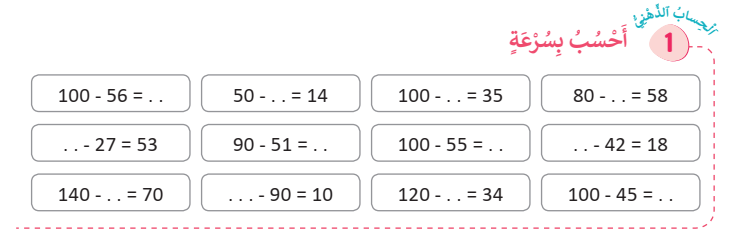 الْحِسابُ الذِّهْنِيُّ
1 أَحْسُبُ بِسُرْعَةٍ
100 - 56 = . . 50 - . . = 14 100 - . . = 35 80 - . . = 58
. . - 27 = 53 90 - 51 = . . 100 - 55 = . . . . - 42 = 18
140 - . . = 70 . . . - 90 = 10 120 - . . = 34 100 - 45 = . .